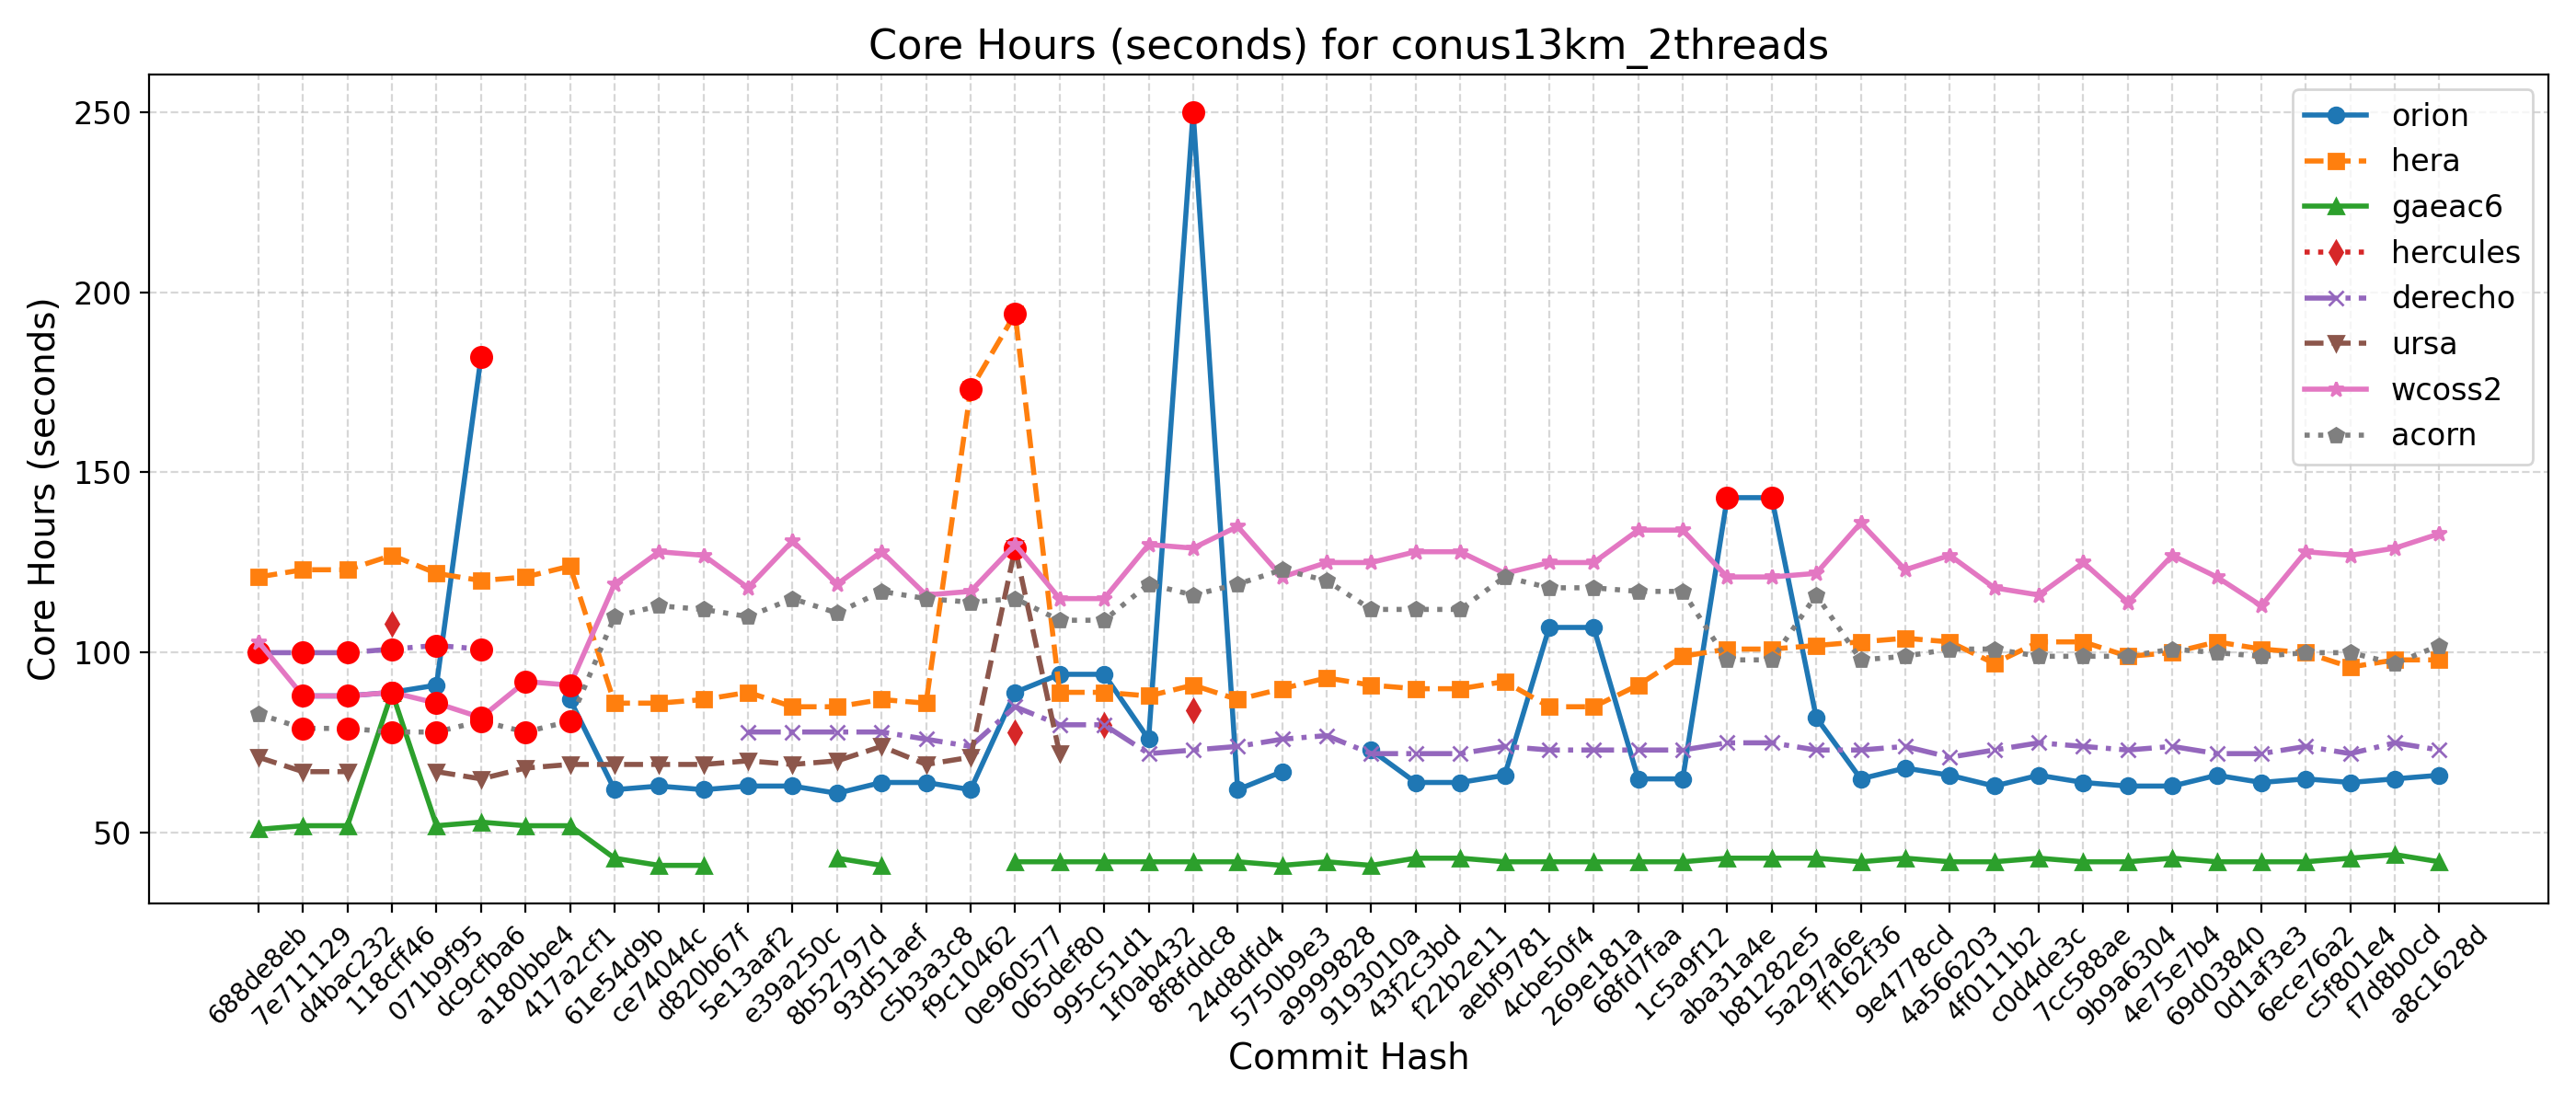 Core Hours (seconds) for conus13km_2threads
Core Hours (seconds)
250
200
150
100
50
orion
hera
gaeac6
hercules
derecho
ursa
wcoss2
acorn
688de8eb
7e711129
d4bac232
118cff46
071b9f95
dc9cfba6
a180bbe4
417a2cf1
61e54d9b
ce74044c
d820b67f
5e13aaf2
e39a250c
8b52797d
93d51aef
c5b3a3c8
f9c10462
0e960577
065def80
995c51d1
1f0ab432
8f8fddc8
24d8dfd4
5750b9e3
a9999828
9193010a
43f2c3bd
f22b2e11
aebf9781
4cbe50f4
269e181a
68fd7faa
1c5a9f12
aba31a4e
b81282e5
5a297a6e
ff162f36
9e4778cd
4a566203
4f0111b2
c0d4de3c
7cc588ae
9b9a6304
4e75e7b4
69d03840
0d1af3e3
6ece76a2
c5f801e4
f7d8b0cd
a8c1628d
Commit Hash